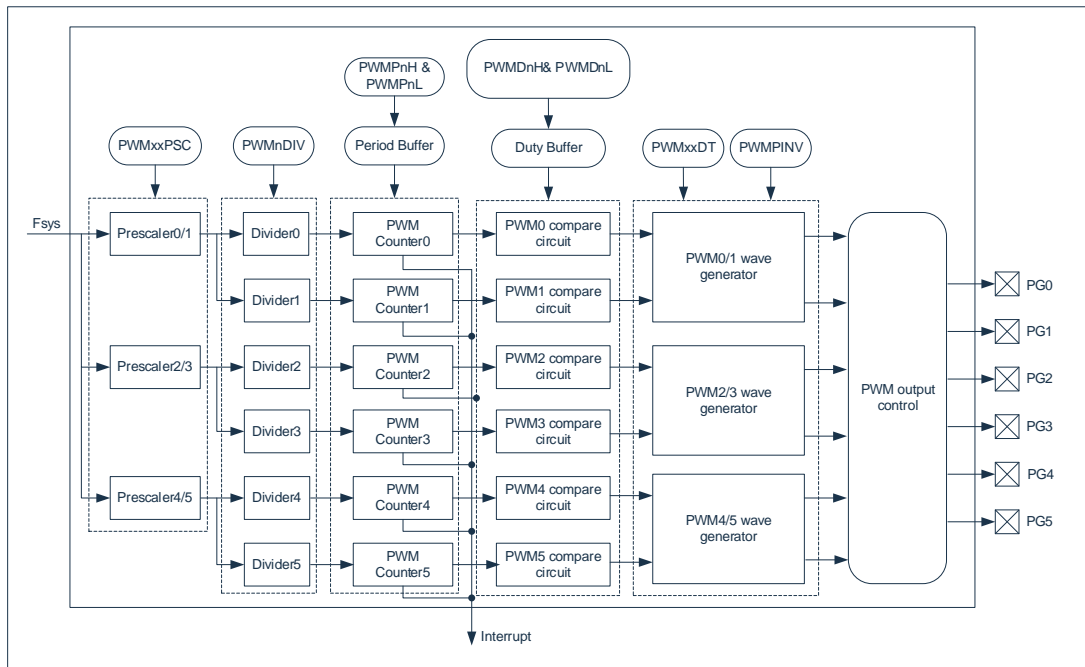 PWMPnH &
PWMPnL
PWMDnH& PWMDnL
PWMxxPSC
PWMnDIV
Period Buffer
Duty Buffer
PWMxxDT
PWMPINV
Fsys
Prescaler0/1
Divider0
PWM
Counter0
PWM0 compare
circuit
PWM0/1 wave
generator
Divider1
PWM
Counter1
PWM1 compare
circuit
Prescaler2/3
Divider2
PWM
Counter2
PWM2 compare
circuit
PWM2/3 wave
generator
Divider3
PWM
Counter3
PWM3 compare
circuit
Prescaler4/5
Divider4
PWM
Counter4
PWM4 compare
circuit
PWM4/5 wave
generator
Divider5
PWM
Counter5
PWM5 compare
circuit
PWM output
control
PG0
PG1
PG2
PG3
PG4
PG5
Interrupt